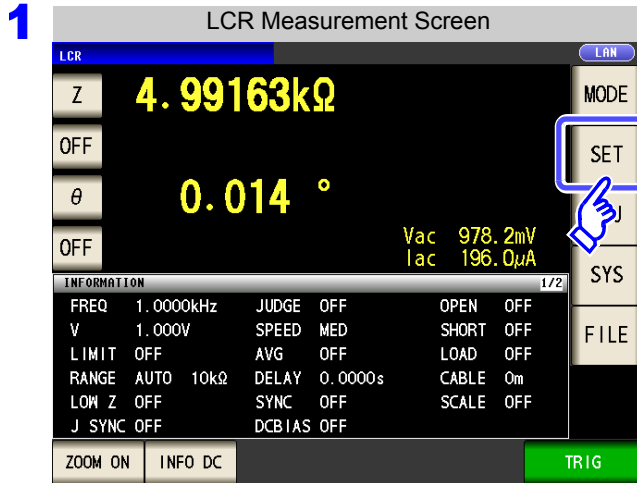 1
LCR Measurement Screen
LCR
LAN
Z 4.99163kΩ
MODE
OFF
SET
θ 0.014 °
J
OFF
Vac 978.2mV
Iac 196.0μA
SYS
INFORMATION 1/2
FREQ 1.0000kHz JUDGE OFF OPEN OFF
V 1.000V SPEED MED SHORT OFF
FILE
LIMIT OFF AVG OFF LOAD OFF
RANGE AUTO 10kΩ DELAY 0.0000s CABLE 0m
LOW Z OFF SYNC OFF SCALE OFF
J SYNC OFF DCBIAS OFF
ZOOM ON INFO DC TRIG